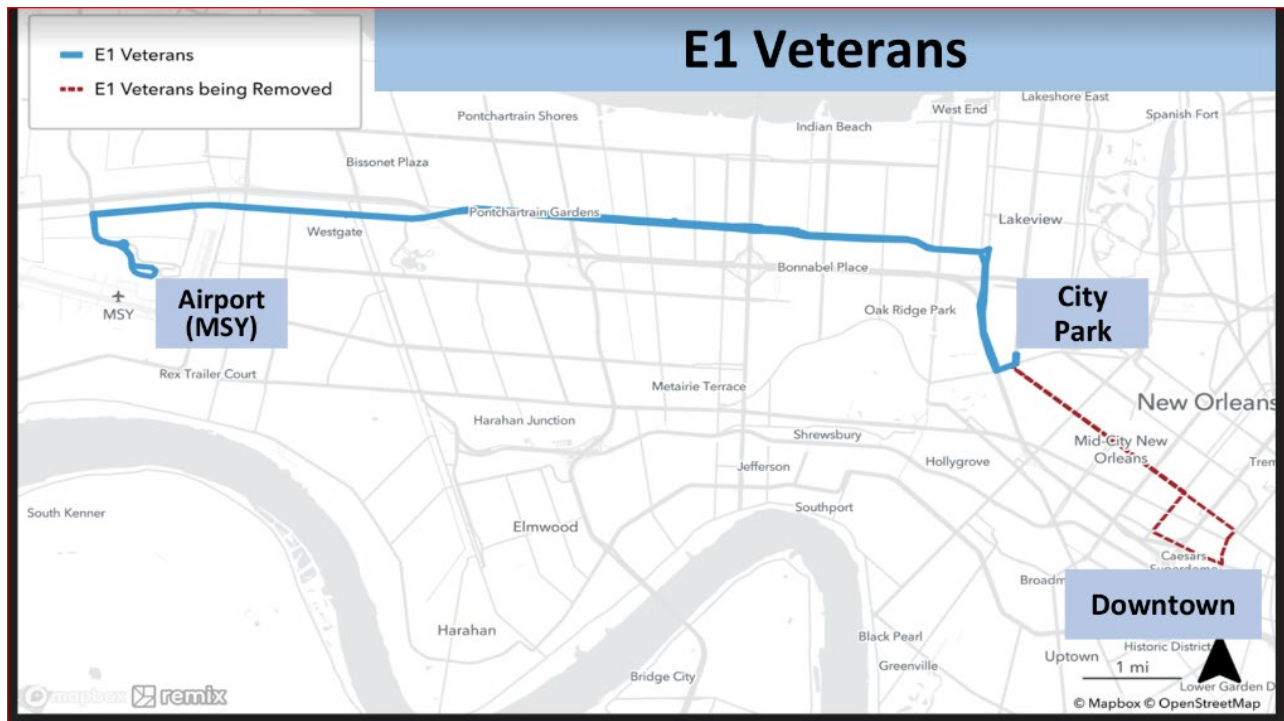 E1 Veterans
E1 Veterans being Removed
E1 Veterans
Lakeshore East
West End
Spanish Fort
Pontchartrain Shores
Indian Beach
Bissonet Plaza
Pontchartrain Gardens
Lakeview
Westgate
Bonnabel Place
Airport
(MSY)
MSY
City
Park
Oak Ridge Park
Rex Trailer Court
Metairie Terrace
New Orleans
Harahan Junction
Shrewsbury
Mid-City New
Orleans
Hollygrove
Jefferson
Southport
South Kenner
Elmwood
Caesars
Superdome
Downtown
Harahan
Black Pearl
Greenville
Historic District
Uptown
1 mi
Bridge City
Lower Garden D
mapbox remix
© Mapbox © OpenStreetMap